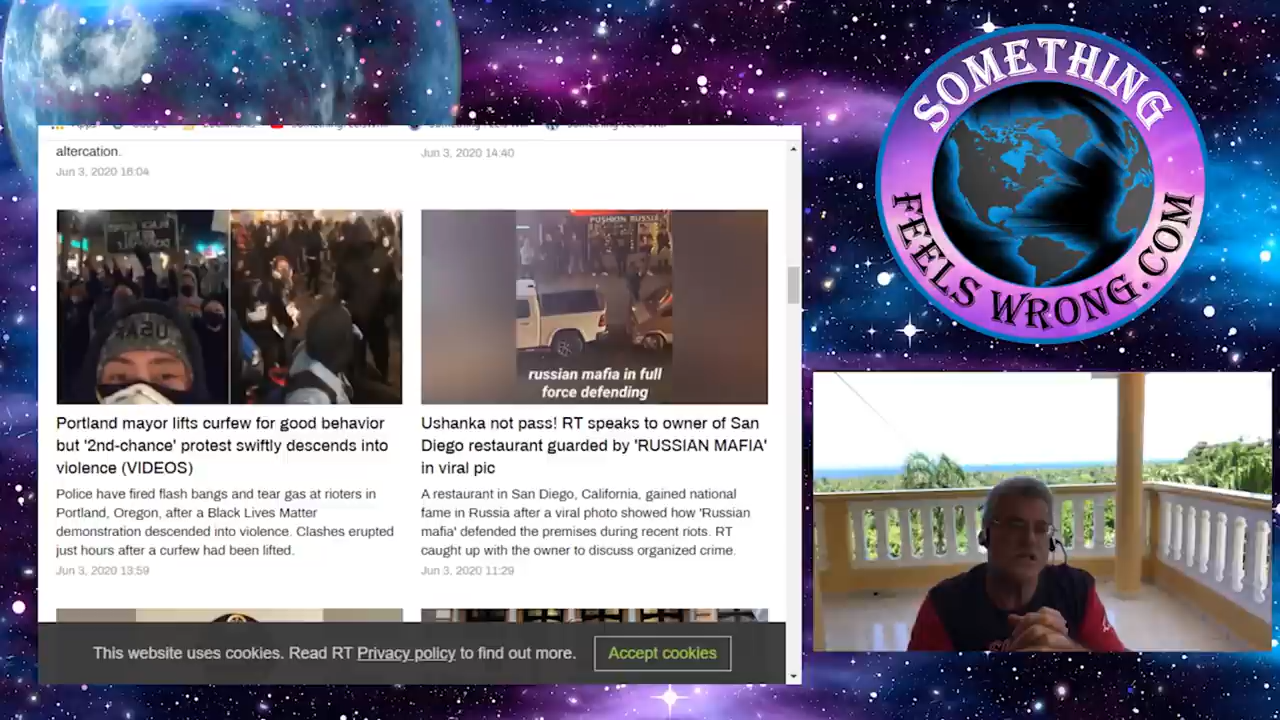 altercation.
Jun 3, 2020 16:04
Jun 3, 2020 14:40
USAF
PUSHKIN RUSSIA
russian mafia in full
force defending
Portland mayor lifts curfew for good behavior
but '2nd-chance' protest swiftly descends into
violence (VIDEOS)
Police have fired flash bangs and tear gas at rioters in
Portland, Oregon, after a Black Lives Matter
demonstration descended into violence. Clashes erupted
just hours after a curfew had been lifted.
Jun 3, 2020 13:59
Ushanka not pass! RT speaks to owner of San
Diego restaurant guarded by 'RUSSIAN MAFIA'
in viral pic
A restaurant in San Diego, California, gained national
fame in Russia after a viral photo showed how 'Russian
mafia' defended the premises during recent riots. RT
caught up with the owner to discuss organized crime.
Jun 3, 2020 11:29
This website uses cookies. Read RT Privacy policy to find out more.
Accept cookies
SOMETHING
FEELS WRONG.COM